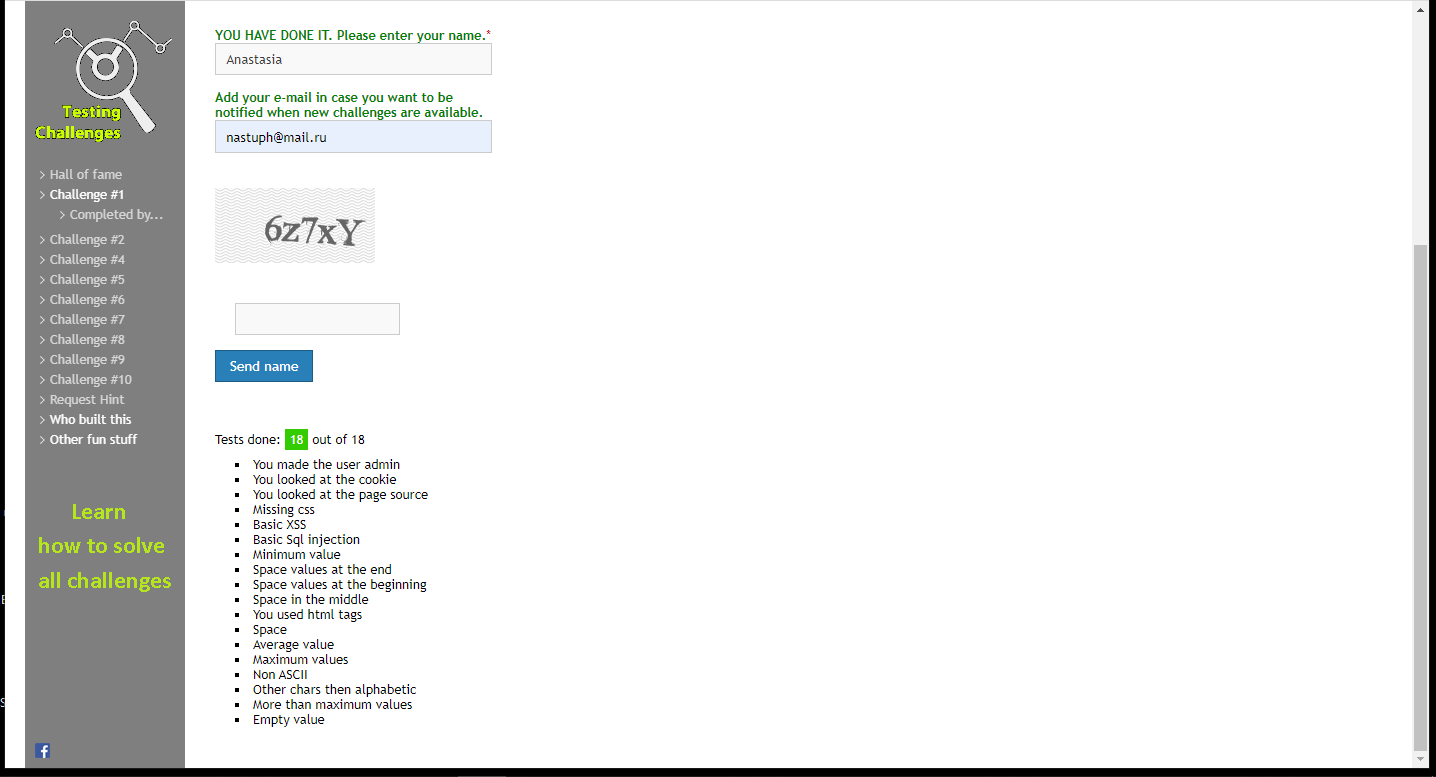 Testing
Challenges
Hall of fame
Challenge #1
Completed by...
Challenge #2
Challenge #4
Challenge #5
Challenge #6
Challenge #7
Challenge #8
Challenge #9
Challenge #10
Request Hint
Who built this
Other fun stuff
Learn
how to solve
all challenges
YOU HAVE DONE IT. Please enter your name.*
Anastasia
Add your e-mail in case you want to be
notified when new challenges are available.
nastuph@mail.ru
6z7xY
Send name
Tests done: 18 out of 18
You made the user admin
You looked at the cookie
You looked at the page source
Missing css
Basic XSS
Basic Sql injection
Minimum value
Space values at the end
Space values at the beginning
Space in the middle
You used html tags
Space
Average value
Maximum values
Non ASCII
Other chars then alphabetic
More than maximum values
Empty value